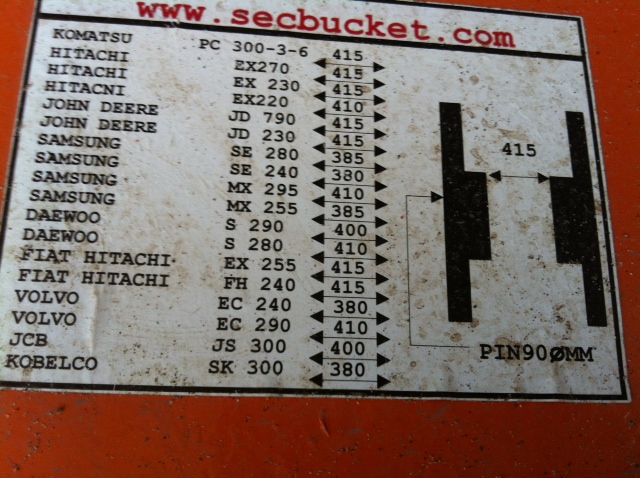 www.secbucket.com
KOMATSU PC 300-3-6 415
HITACHI EX270 415
HITACHI EX 230 415
HITACNI EX220 410
JOHN DEERE JD 790 415
JOHN DEERE JD 230 415
SAMSUNG SE 280 385
SAMSUNG SE 240 380
SAMSUNG MX 295 410
SAMSUNG MX 255 385
DAEWOO S 290 400
DAEWOO S 280 410
FIAT HITACHI EX 255 415
FIAT HITACHI FH 240 415
VOLVO EC 240 380
VOLVO EC 290 410
JCB JS 300 400
KOBELCO SK 300 380
415
PIN90ØMM